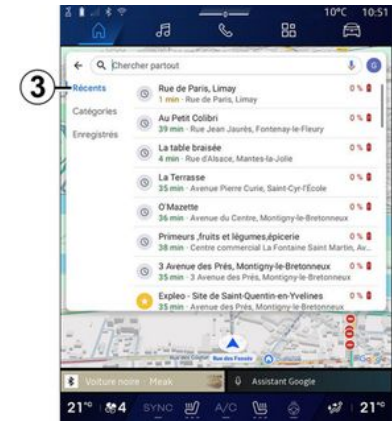 10°C 10:51
Chercher partout
G
3
Récents
Catégories
Enregistrés
Rue de Paris, Limay
0 %
1 min · Rue de Paris, Limay
Au Petit Colibri
0 %
39 min · Rue Jean Jaurès, Fontenay-le-Fleury
La table braisée
0 %
4 min · Rue d'Alsace, Mantes-la-Jolie
La Terrasse
0 %
35 min · Avenue Pierre Curie, Saint-Cyr-l'École
O'Mazette
0 %
36 min · Avenue du Centre, Montigny-le-Bretonneux
Primeurs ,fruits et légumes,épicerie
0 %
38 min · Centre commercial La Fontaine Saint Martin, Av...
3 Avenue des Prés, Montigny-le-Bretonneux
0 %
35 min · 3 Avenue des Prés, Montigny-le-Bretonneux
Expleo - Site de Saint-Quentin-en-Yvelines
0 %
35 min · Avenue des Prés, Montigny-le-Bretonneux
Rue des Fossés
Voiture noire · Meak
Assistant Google
21°° 4 SYNC A/C 21°°